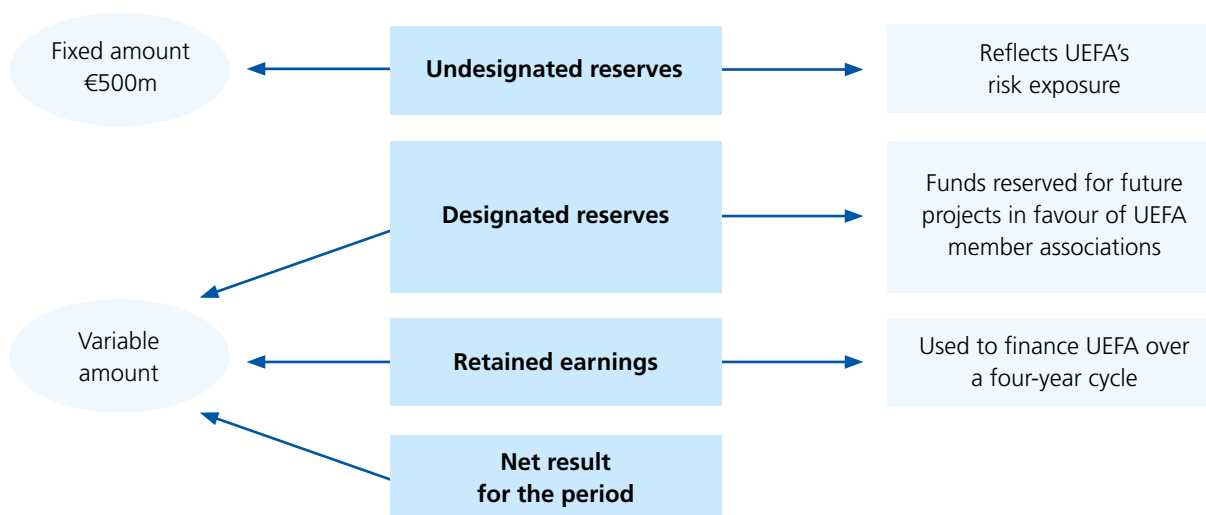 Fixed amount
€500m
Undesignated reserves
Reflects UEFA's
risk exposure
Designated reserves
Funds reserved for future
projects in favour of UEFA
member associations
Variable
amount
Retained earnings
Used to finance UEFA over
a four-year cycle
Net result
for the period